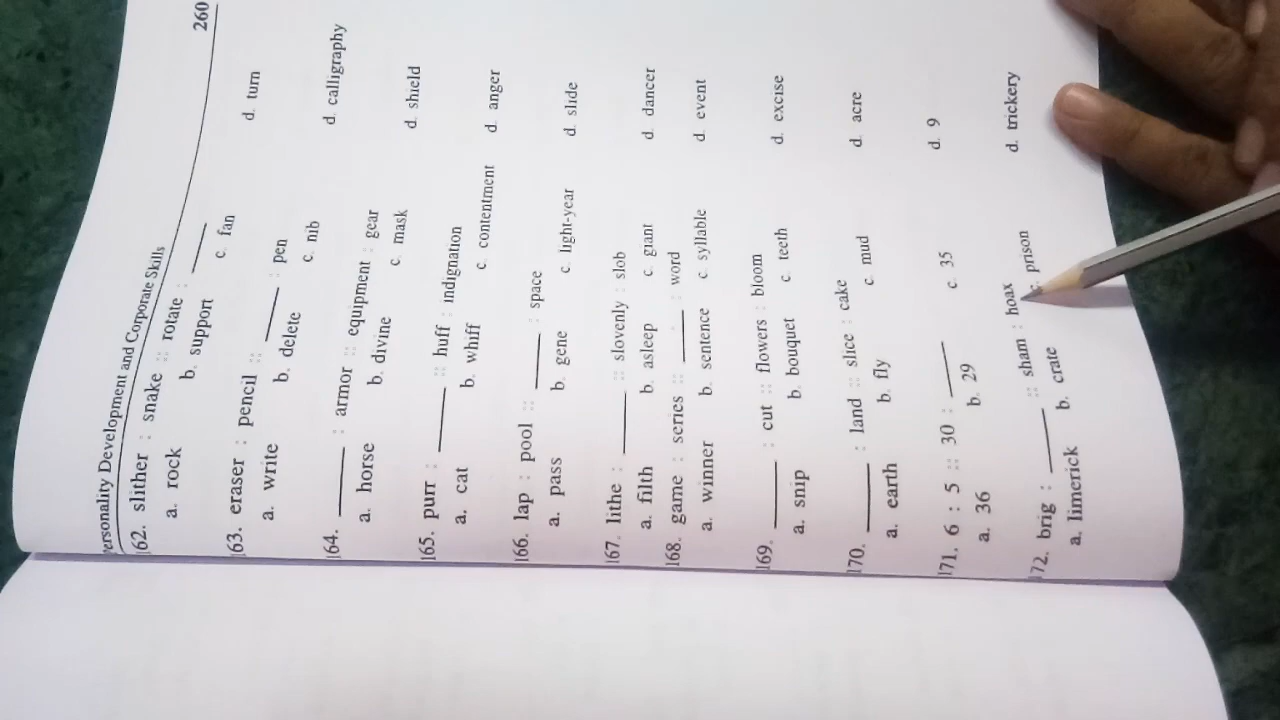 Personality Development and Corporate Skills 260
162. slither : snake :: rotate : ____
a. rock b. support c. fan d. turn
163. eraser : pencil :: ____ : pen
a. write b. delete c. nib d. calligraphy
164. ____ : armor :: equipment : gear
a. horse b. divine c. mask d. shield
165. purr : ____ :: huff : indignation
a. cat b. whiff c. contentment d. anger
166. lap : pool :: ____ : space
a. pass b. gene c. light-year d. slide
167. lithe : ____ :: slovenly : slob
a. filth b. asleep c. giant d. dancer
168. game : series :: ____ : word
a. winner b. sentence c. syllable d. event
169. ____ : cut :: flowers : bloom
a. snip b. bouquet c. teeth d. excise
170. ____ : land :: slice : cake
a. earth b. fly c. mud d. acre
171. 6 : 5 :: 30 : ____
a. 36 b. 29 c. 35 d. 9
172. brig : ____ :: sham : hoax
a. limerick b. crate c. prison d. trickery